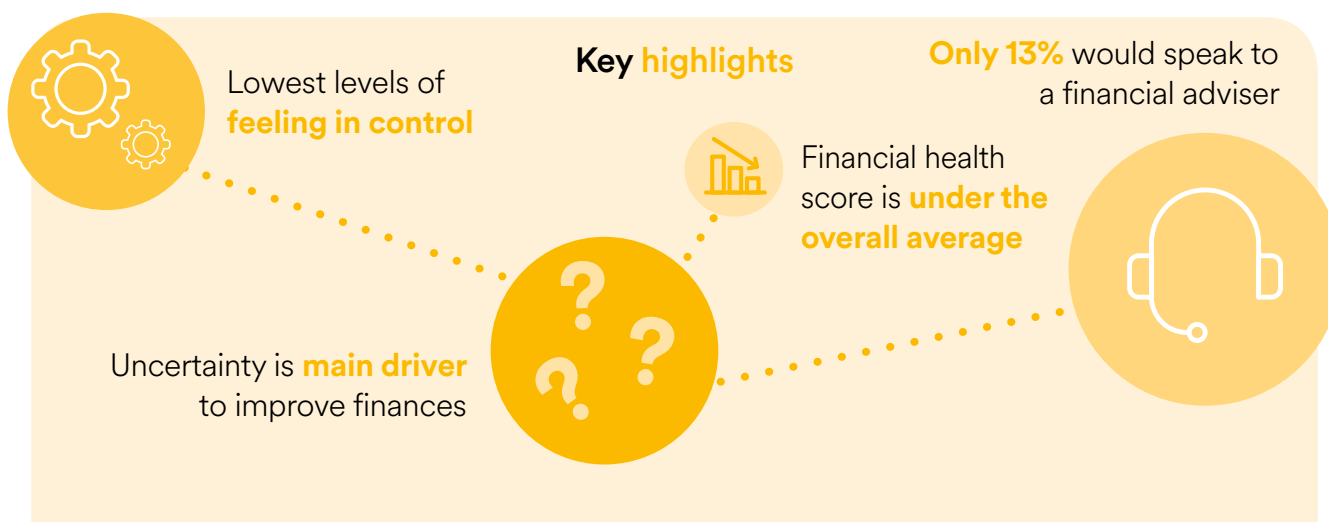 Key highlights
Lowest levels of
feeling in control
Only 13% would speak to
a financial adviser
Financial health
score is under the
overall average
Uncertainty is main driver
to improve finances
? ? ?